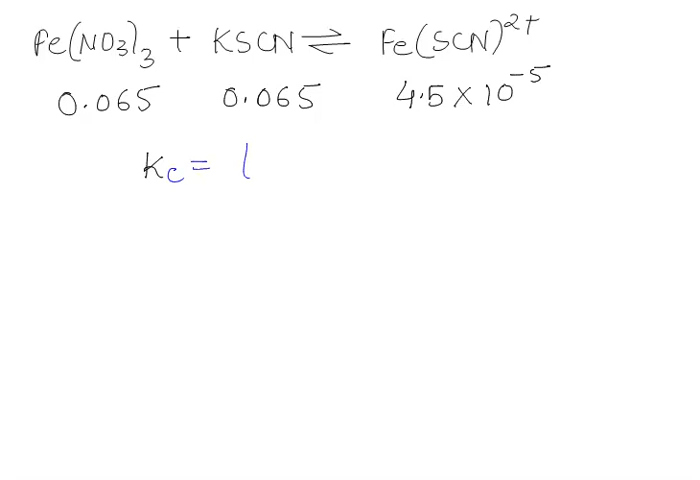 Fe(NO3)3 + KSCN ⇌ Fe(SCN)²⁺
0.065 0.065 4.5 × 10⁻⁵
Kc = (